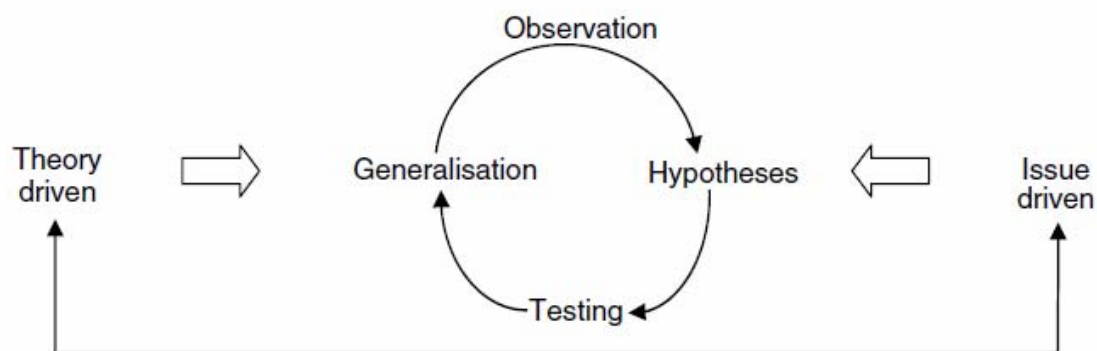 Observation
Theory
driven
Generalisation
Hypotheses
Issue
driven
Testing